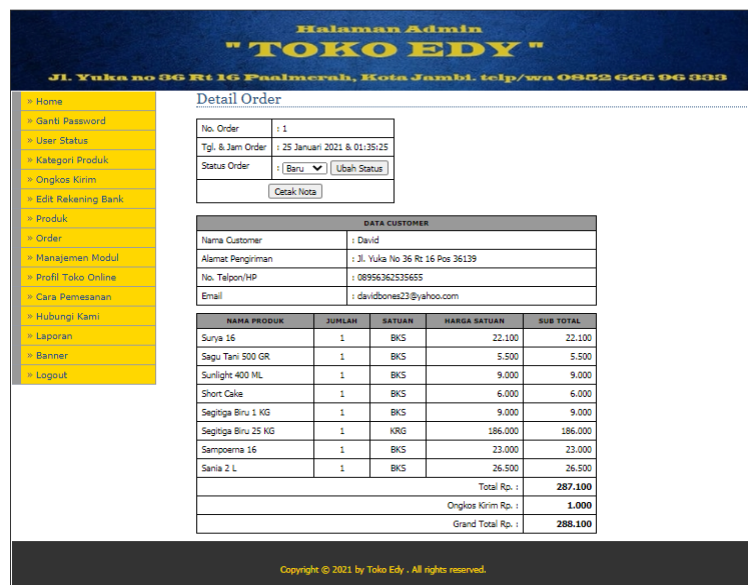 Halaman Admin
" TOKO EDY "
Jl. Yuka no 36 Rt 16 Paalmerah, Kota Jambi. telp/wa 0852 666 96 333
» Home
» Ganti Password
» User Status
» Kategori Produk
» Ongkos Kirim
» Edit Rekening Bank
» Produk
» Order
» Manajemen Modul
» Profil Toko Online
» Cara Pemesanan
» Hubungi Kami
» Laporan
» Banner
» Logout
Detail Order
No. Order : 1
Tgl. & Jam Order : 25 Januari 2021 & 01:35:25
Status Order : Baru Ubah Status
Cetak Nota
DATA CUSTOMER
Nama Customer : David
Alamat Pengiriman : Jl. Yuka No 36 Rt 16 Pos 36139
No. Telpon/HP : 08956362535655
Email : davidbones23@yahoo.com
NAMA PRODUK JUMLAH SATUAN HARGA SATUAN SUB TOTAL
Surya 16 1 BKS 22.100 22.100
Sagu Tani 500 GR 1 BKS 5.500 5.500
Sunlight 400 ML 1 BKS 9.000 9.000
Short Cake 1 BKS 6.000 6.000
Segitiga Biru 1 KG 1 BKS 9.000 9.000
Segitiga Biru 25 KG 1 KRG 186.000 186.000
Sampoerna 16 1 BKS 23.000 23.000
Sania 2 L 1 BKS 26.500 26.500
Total Rp. : 287.100
Ongkos Kirim Rp. : 1.000
Grand Total Rp. : 288.100
Copyright © 2021 by Toko Edy . All rights reserved.